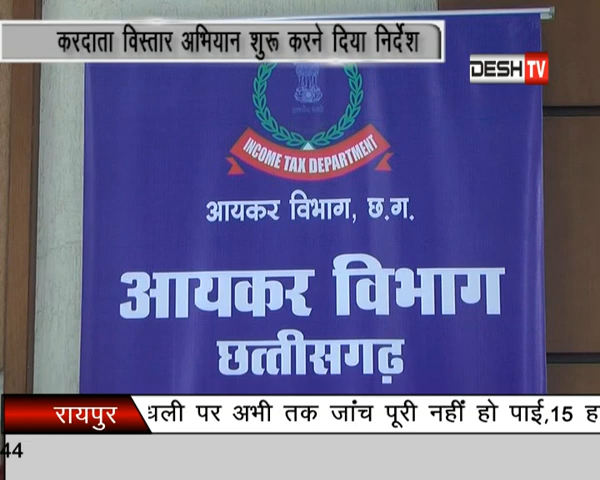 करदाता विस्तार अभियान शुरू करने दिया निर्देश
DESH TV
INCOME TAX DEPARTMENT
आयकर विभाग, छ.ग.
आयकर विभाग
छत्तीसगढ़
रायपुर
धली पर अभी तक जांच पूरी नहीं हो पाई,15 ह
44